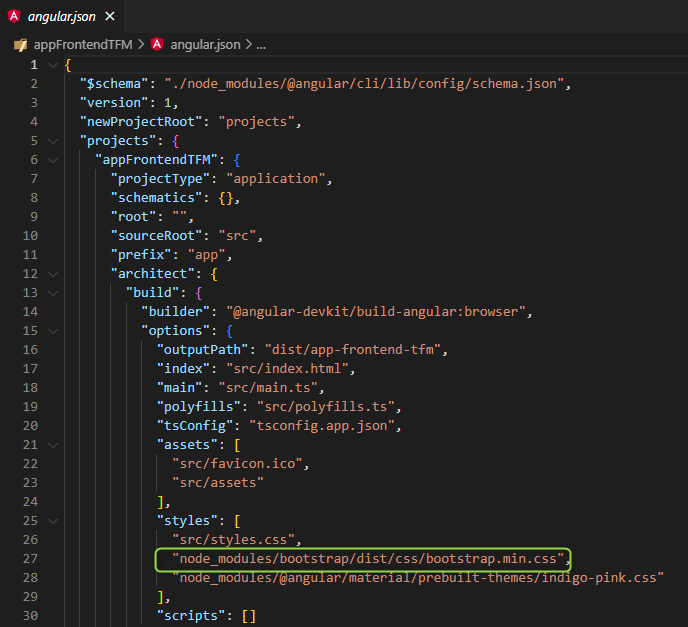 angular.json ×
appFrontendTFM > angular.json > ...
1 {
2 "$schema": "./node_modules/@angular/cli/lib/config/schema.json",
3 "version": 1,
4 "newProjectRoot": "projects",
5 "projects": {
6 "appFrontendTFM": {
7 "projectType": "application",
8 "schematics": {},
9 "root": "",
10 "sourceRoot": "src",
11 "prefix": "app",
12 "architect": {
13 "build": {
14 "builder": "@angular-devkit/build-angular:browser",
15 "options": {
16 "outputPath": "dist/app-frontend-tfm",
17 "index": "src/index.html",
18 "main": "src/main.ts",
19 "polyfills": "src/polyfills.ts",
20 "tsConfig": "tsconfig.app.json",
21 "assets": [
22 "src/favicon.ico",
23 "src/assets"
24 ],
25 "styles": [
26 "src/styles.css",
27 "node_modules/bootstrap/dist/css/bootstrap.min.css",
28 "node_modules/@angular/material/prebuilt-themes/indigo-pink.css"
29 ],
30 "scripts": []